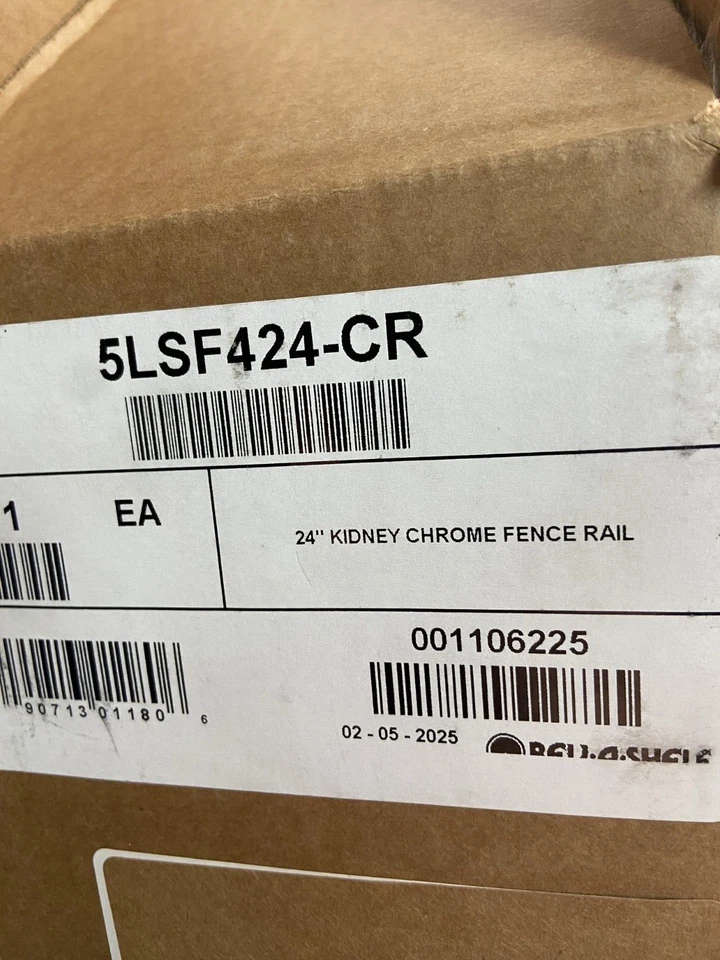 5LSF424-CR
1 EA
24" KIDNEY CHROME FENCE RAIL
001106225
90713 01180 6
02 - 05 - 2025